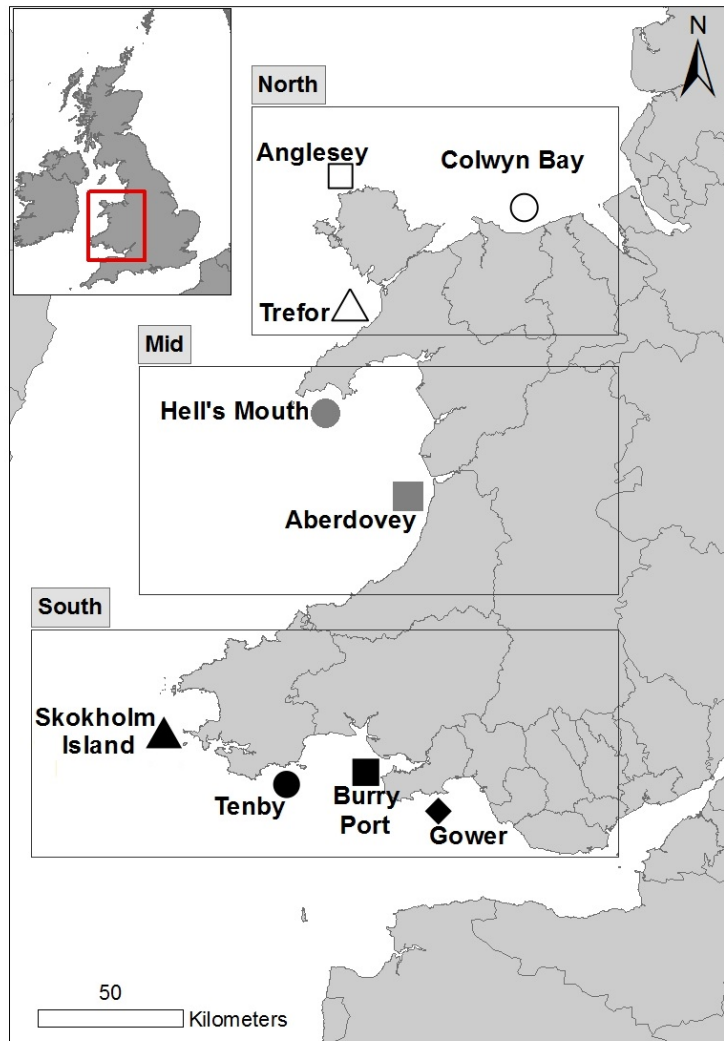 N
North
Anglesey
Colwyn Bay
Trefor
Mid
Hell's Mouth
Aberdovey
South
Skokholm
Island
Tenby
Burry
Port
Gower
50
Kilometers